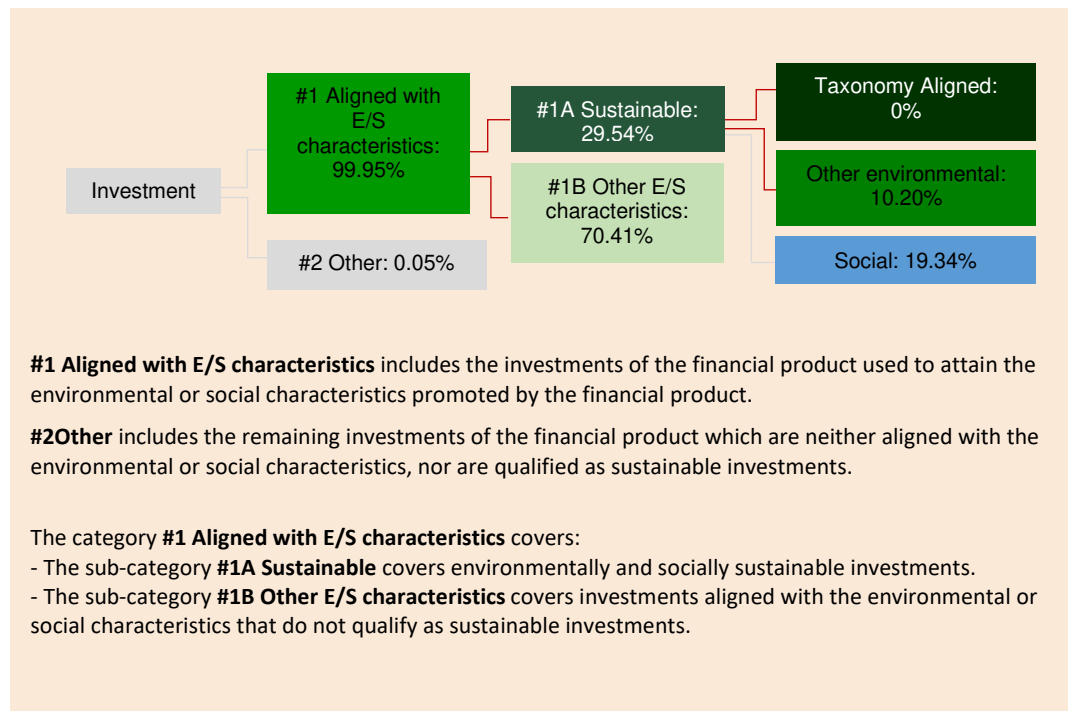 Investment
#1 Aligned with
E/S
characteristics:
99.95%
#2 Other: 0.05%
#1A Sustainable:
29.54%
#1B Other E/S
characteristics:
70.41%
Taxonomy Aligned:
0%
Other environmental:
10.20%
Social: 19.34%
#1 Aligned with E/S characteristics includes the investments of the financial product used to attain the
environmental or social characteristics promoted by the financial product.
#2Other includes the remaining investments of the financial product which are neither aligned with the
environmental or social characteristics, nor are qualified as sustainable investments.
The category #1 Aligned with E/S characteristics covers:
- The sub-category #1A Sustainable covers environmentally and socially sustainable investments.
- The sub-category #1B Other E/S characteristics covers investments aligned with the environmental or
social characteristics that do not qualify as sustainable investments.